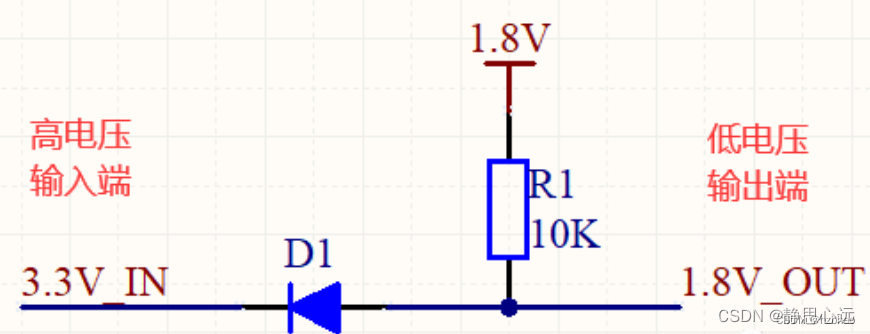 1.8V
高电压
输入端
低电压
输出端
R1
10K
D1
3.3V_IN
1.8V_OUT
CSDN @静思心远